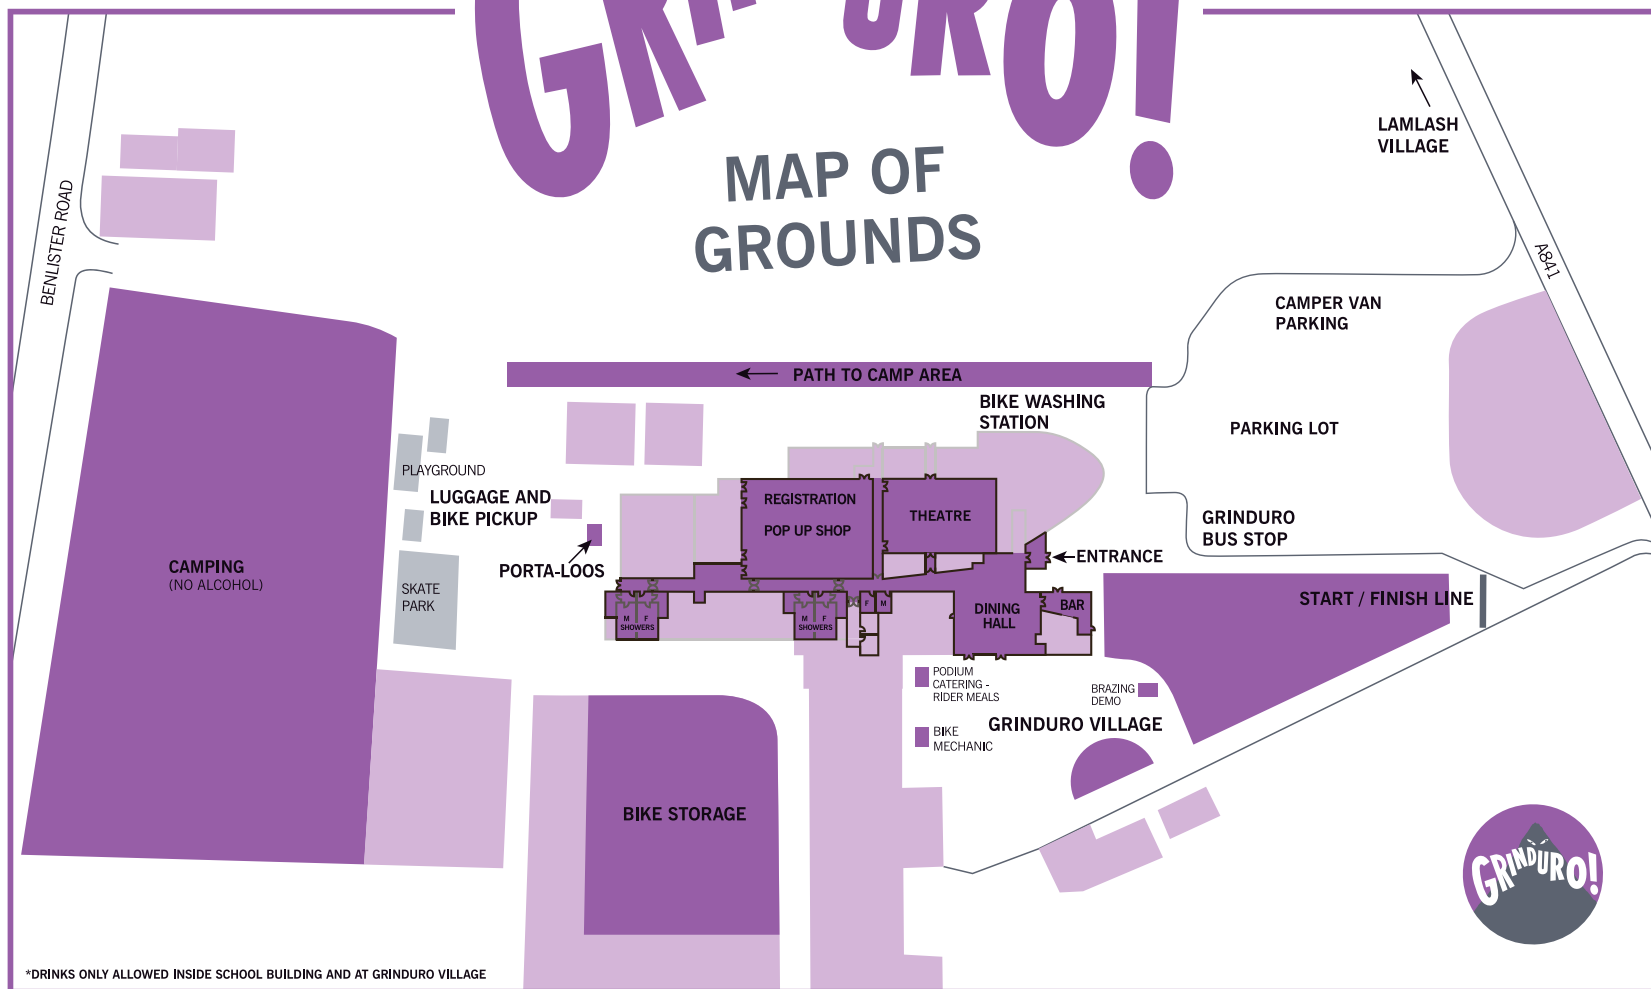 GRINDURO!
MAP OF
GROUNDS
LAMLASH
VILLAGE
BENLISTER ROAD
A841
CAMPER VAN
PARKING
PATH TO CAMP AREA
BIKE WASHING
STATION
PARKING LOT
PLAYGROUND
LUGGAGE AND
BIKE PICKUP
REGISTRATION
POP UP SHOP
THEATRE
GRINDURO
BUS STOP
ENTRANCE
PORTA-LOOS
CAMPING
(NO ALCOHOL)
SKATE
PARK
M F
SHOWERS
M F
SHOWERS
F M
DINING
HALL
BAR
START / FINISH LINE
PODIUM
CATERING -
RIDER MEALS
BRAZING
DEMO
GRINDURO VILLAGE
BIKE
MECHANIC
BIKE STORAGE
GRINDURO!
*DRINKS ONLY ALLOWED INSIDE SCHOOL BUILDING AND AT GRINDURO VILLAGE